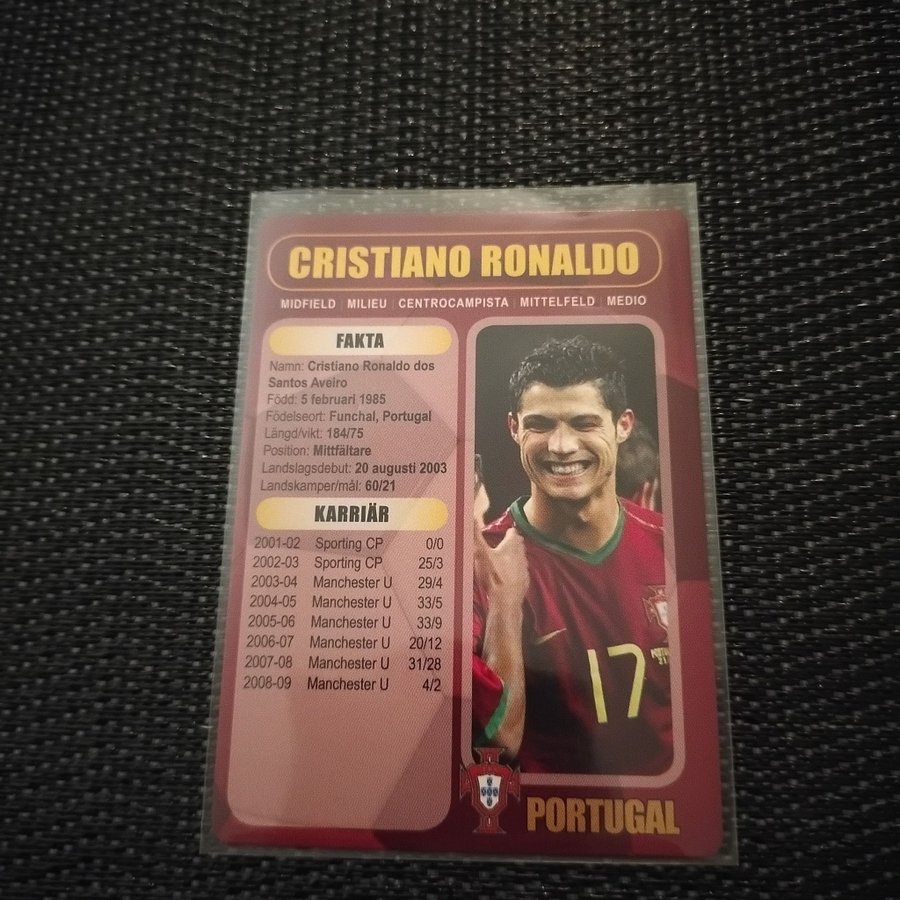 CRISTIANO RONALDO
MIDFIELD | MILIEU | CENTROCAMPISTA | MITTELFELD | MEDIO
FAKTA
Namn: Cristiano Ronaldo dos
Santos Aveiro
Född: 5 februari 1985
Födelseort: Funchal, Portugal
Längd/vikt: 184/75
Position: Mittfältare
Landslagsdebut: 20 augusti 2003
Landskamper/mål: 60/21
KARRIÄR
2001-02 Sporting CP 0/0
2002-03 Sporting CP 25/3
2003-04 Manchester U 29/4
2004-05 Manchester U 33/5
2005-06 Manchester U 33/9
2006-07 Manchester U 20/12
2007-08 Manchester U 31/28
2008-09 Manchester U 4/2
17
PORTUGAL